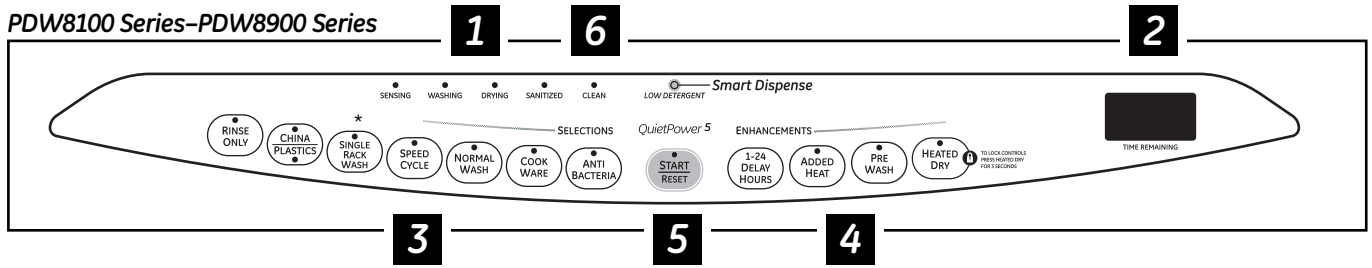 PDW8100 Series–PDW8900 Series
1
6
2
SENSING
WASHING
DRYING
SANITIZED
CLEAN
LOW DETERGENT
Smart Dispense
SELECTIONS
QuietPower 5
ENHANCEMENTS
RINSE
ONLY
CHINA
PLASTICS
*
SINGLE
RACK
WASH
SPEED
CYCLE
NORMAL
WASH
COOK
WARE
ANTI
BACTERIA
START
RESET
1-24
DELAY
HOURS
ADDED
HEAT
PRE
WASH
HEATED
DRY
TO LOCK CONTROLS
PRESS HEATED DRY
FOR 3 SECONDS
TIME REMAINING
3
5
4